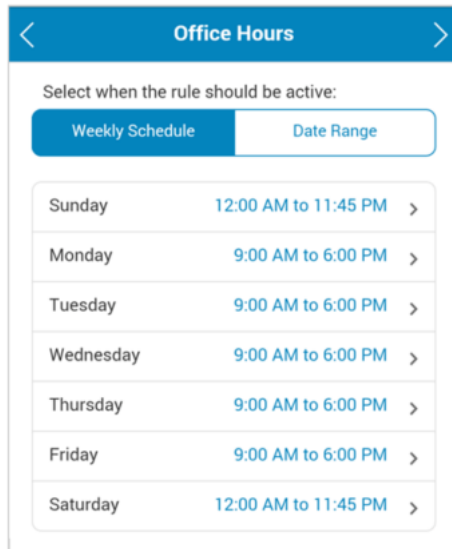 Office Hours
Select when the rule should be active:
Weekly Schedule Date Range
Sunday 12:00 AM to 11:45 PM
Monday 9:00 AM to 6:00 PM
Tuesday 9:00 AM to 6:00 PM
Wednesday 9:00 AM to 6:00 PM
Thursday 9:00 AM to 6:00 PM
Friday 9:00 AM to 6:00 PM
Saturday 12:00 AM to 11:45 PM